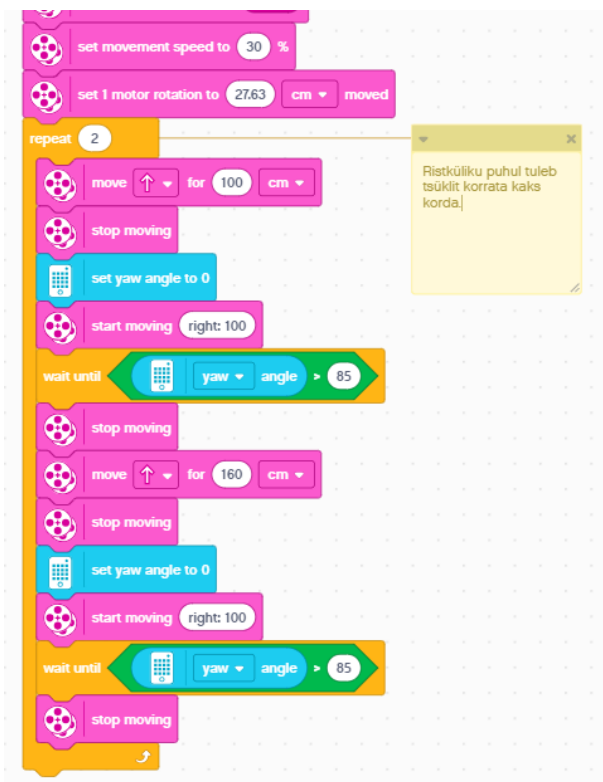 set movement speed to 30 %
set 1 motor rotation to 27.63 cm moved
repeat 2
Ristküliku puhul tuleb
tsüklit korrata kaks
korda.
move for 100 cm
stop moving
set yaw angle to 0
start moving right: 100
wait until yaw angle > 85
stop moving
move for 160 cm
stop moving
set yaw angle to 0
start moving right: 100
wait until yaw angle > 85
stop moving